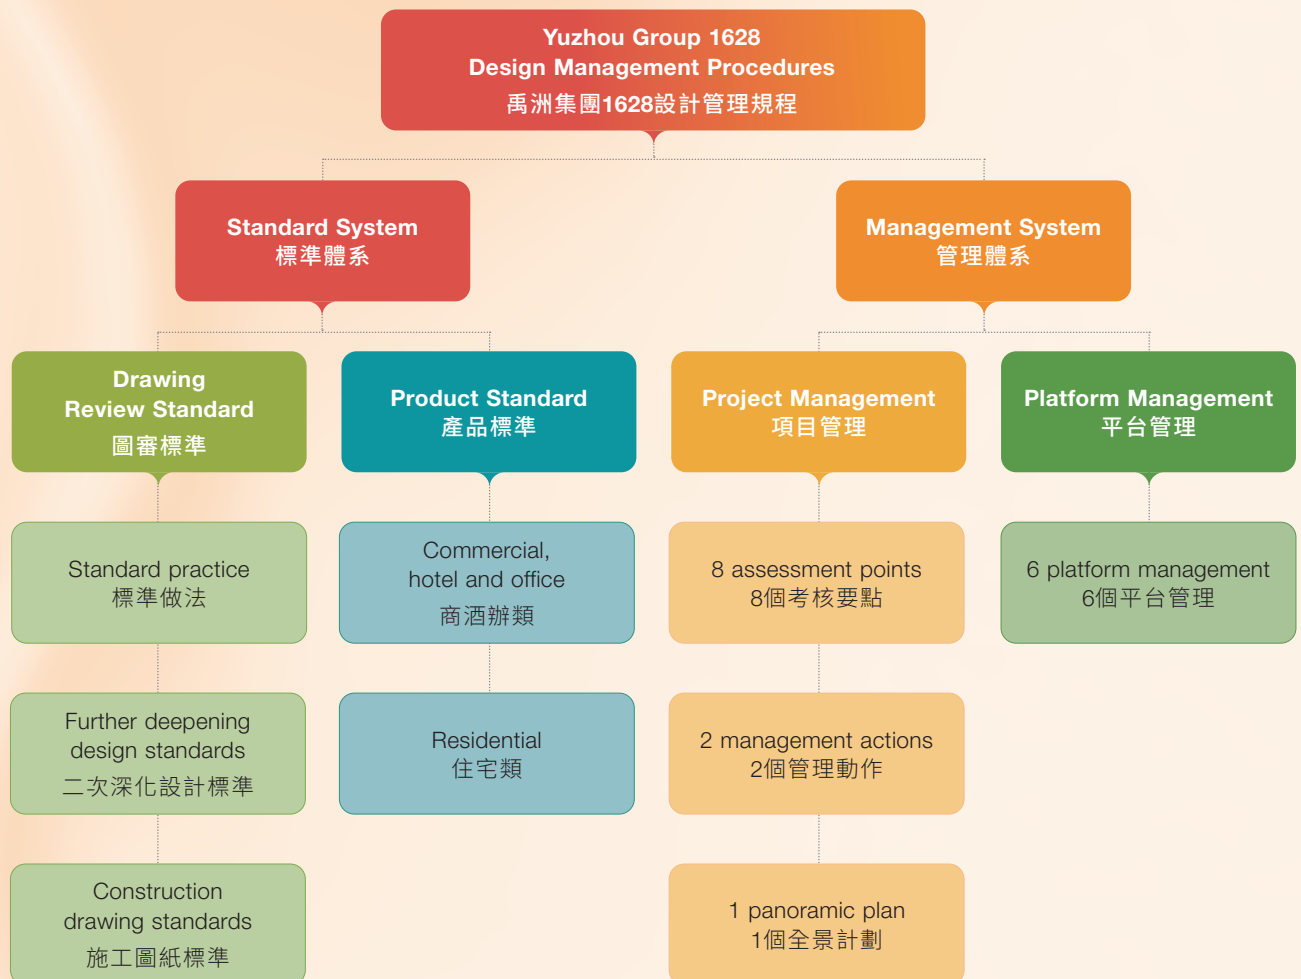 Yuzhou Group 1628
Design Management Procedures
禹洲集團1628設計管理規程
Standard System
標準體系
Management System
管理體系
Drawing
Review Standard
圖審標準
Product Standard
產品標準
Project Management
項目管理
Platform Management
平台管理
Standard practice
標準做法
Commercial,
hotel and office
商酒辦類
8 assessment points
8個考核要點
6 platform management
6個平台管理
Further deepening
design standards
二次深化設計標準
Residential
住宅類
2 management actions
2個管理動作
Construction
drawing standards
施工圖紙標準
1 panoramic plan
1個全景計劃